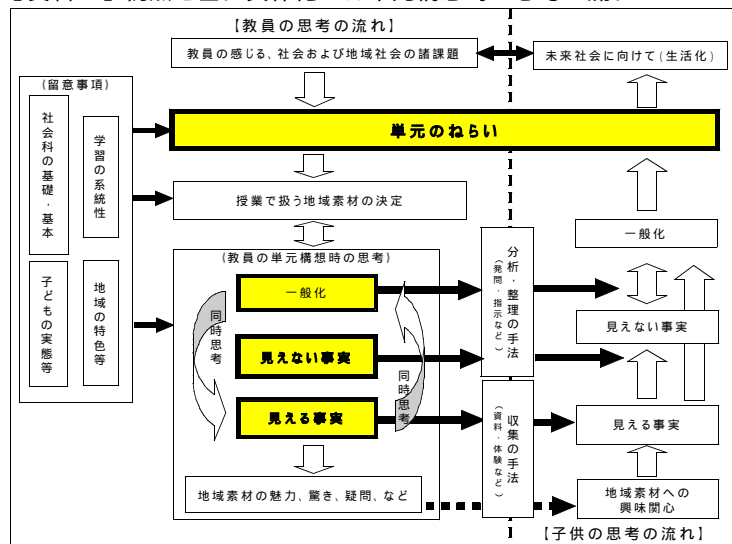 【教員の思考の流れ】
教員の感じる、社会および地域社会の諸課題
未来社会に向けて(生活化)
(留意事項)
社会科の基礎・基本
学習の系統性
子どもの実態等
地域の特色等
単元のねらい
授業で扱う地域素材の決定
(教員の単元構想時の思考)
一般化
見えない事実
見える事実
同時思考
同時思考
地域素材の魅力、驚き、疑問、など
分析・整理の手法
(発問・指示など)
収集の手法
(資料・体験など)
一般化
見えない事実
見える事実
地域素材への
興味関心
【子供の思考の流れ】